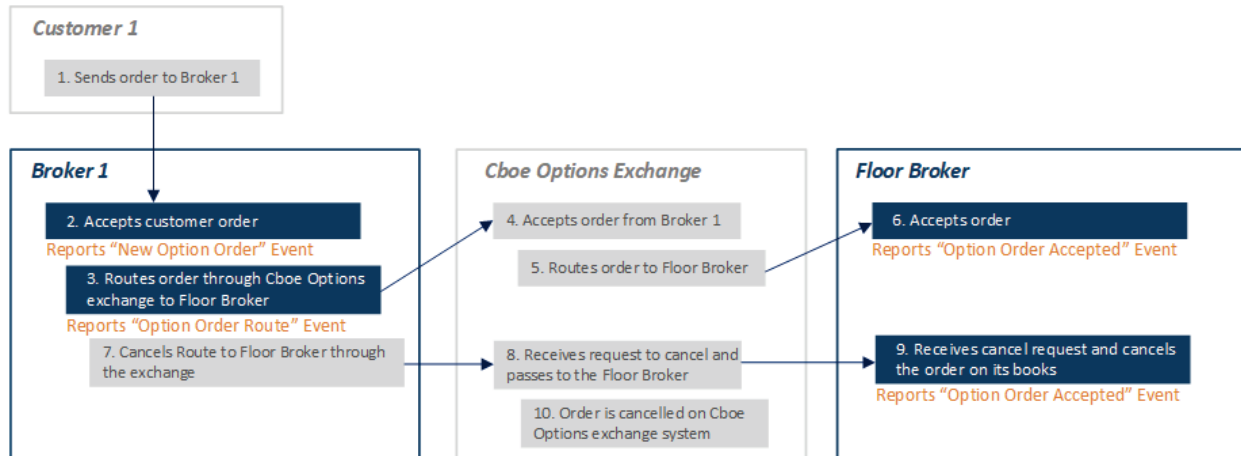 Customer 1
1. Sends order to Broker 1
Broker 1
2. Accepts customer order
Reports “New Option Order” Event
3. Routes order through Cboe Options
exchange to Floor Broker
Reports “Option Order Route” Event
7. Cancels Route to Floor Broker through
the exchange
Cboe Options Exchange
4. Accepts order from Broker 1
5. Routes order to Floor Broker
8. Receives request to cancel and
passes to the Floor Broker
10. Order is cancelled on Cboe
Options exchange system
Floor Broker
6. Accepts order
Reports “Option Order Accepted” Event
9. Receives cancel request and cancels
the order on its books
Reports “Option Order Accepted” Event